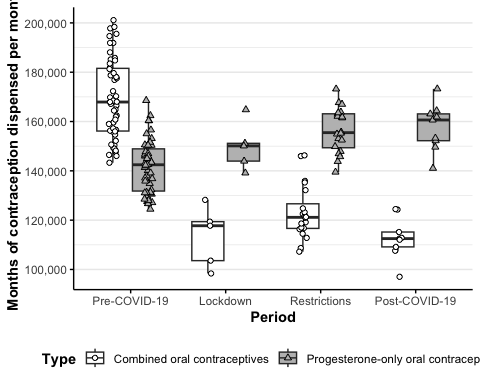 Months of contraception dispensed per mon
200,000
180,000
160,000
140,000
120,000
100,000
Pre-COVID-19 Lockdown Restrictions Post-COVID-19
Period
Type Combined oral contraceptives Progesterone-only oral contracep